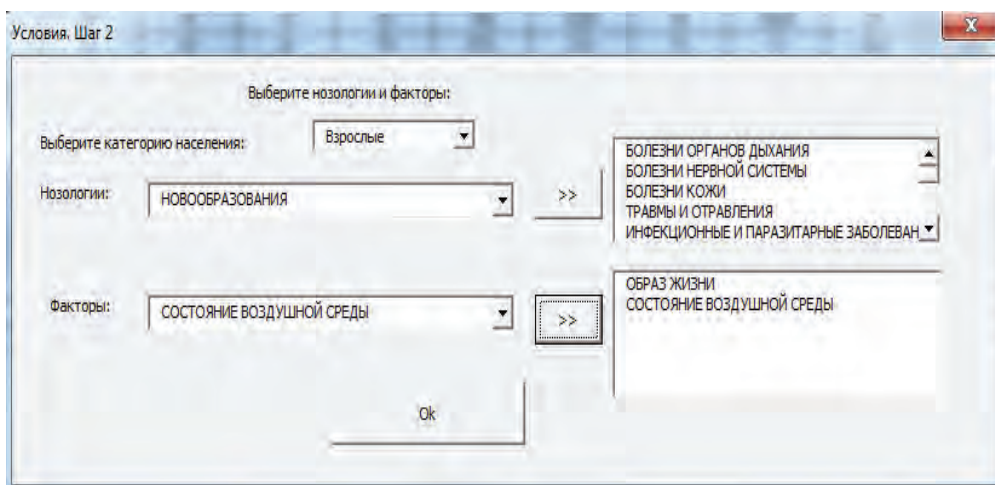 Условия. Шаг 2
X
Выберите нозологии и факторы:
Выберите категорию населения:
Взрослые
Нозологии:
НОВООБРАЗОВАНИЯ
>>
БОЛЕЗНИ ОРГАНОВ ДЫХАНИЯ
БОЛЕЗНИ НЕРВНОЙ СИСТЕМЫ
БОЛЕЗНИ КОЖИ
ТРАВМЫ И ОТРАВЛЕНИЯ
ИНФЕКЦИОННЫЕ И ПАРАЗИТАРНЫЕ ЗАБОЛЕВАН
Факторы:
СОСТОЯНИЕ ВОЗДУШНОЙ СРЕДЫ
>>
ОБРАЗ ЖИЗНИ
СОСТОЯНИЕ ВОЗДУШНОЙ СРЕДЫ
Ok